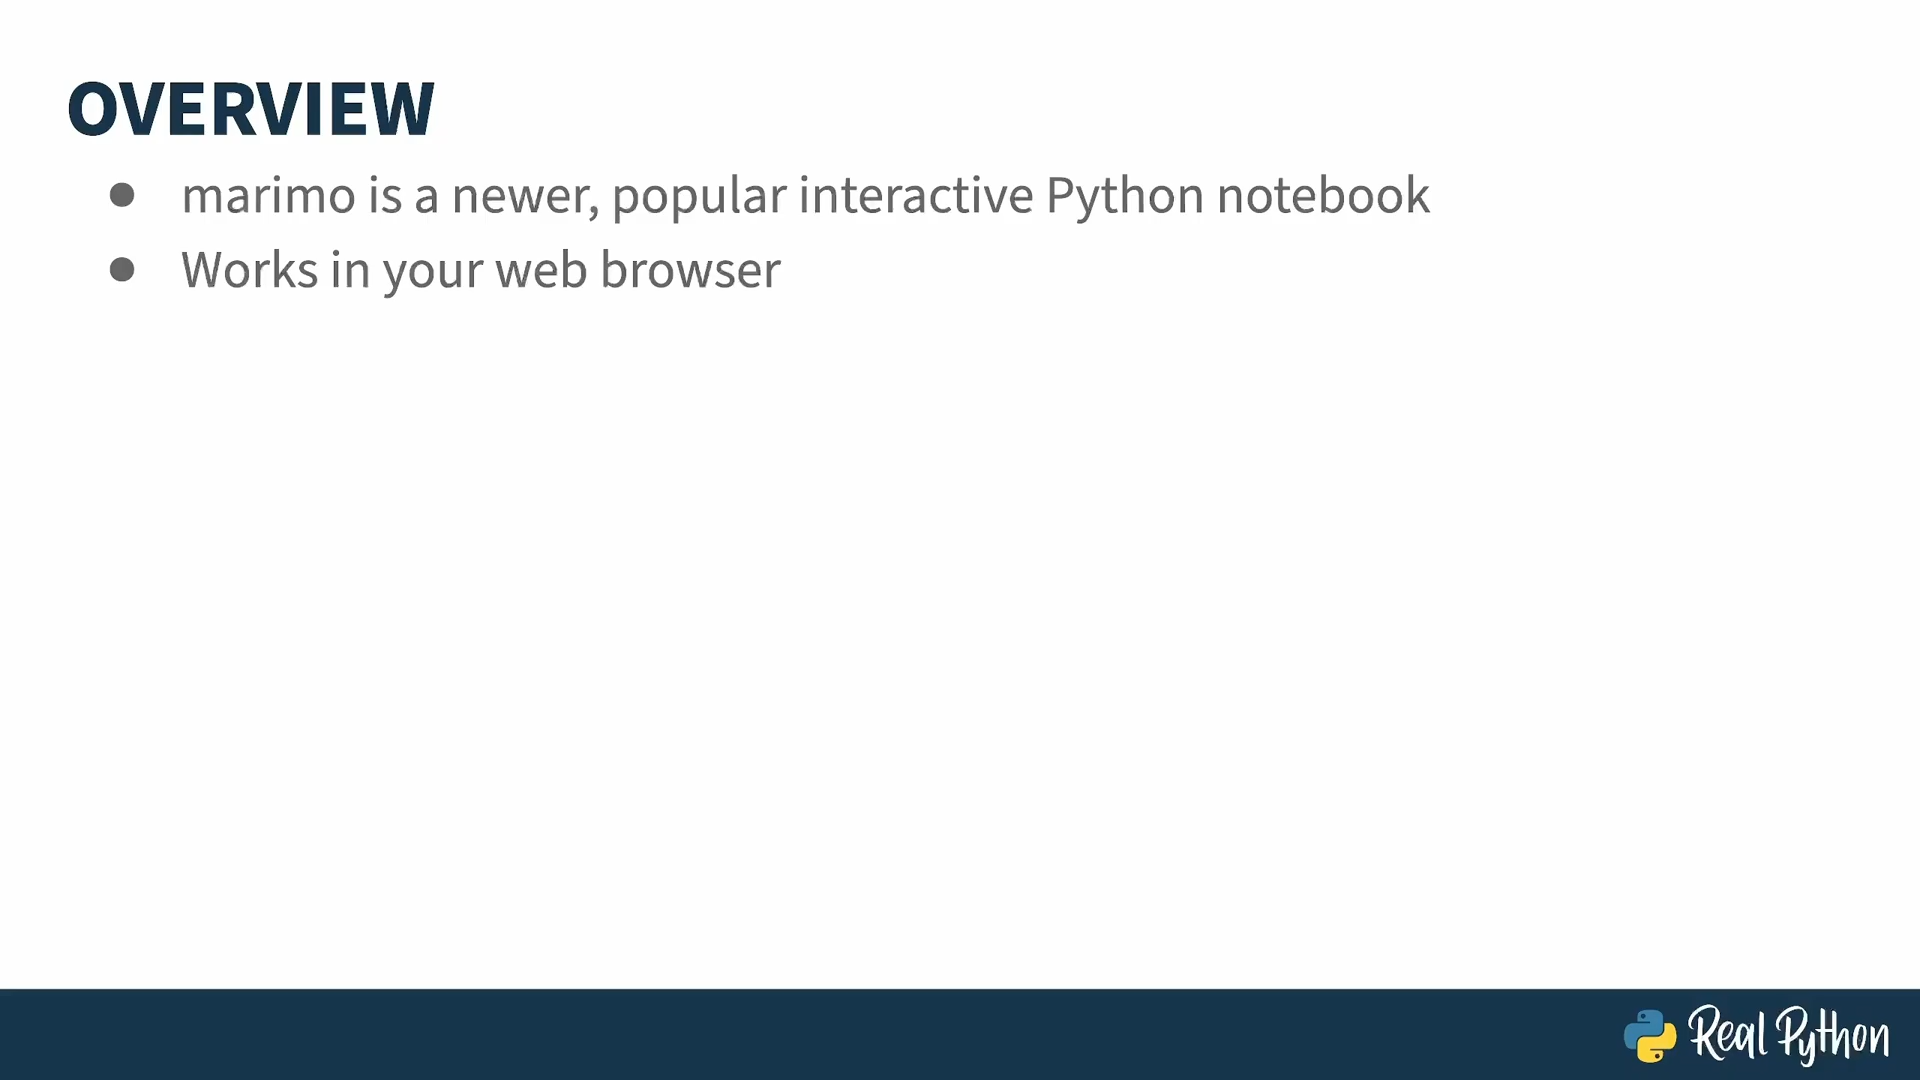 OVERVIEW
● marimo is a newer, popular interactive Python notebook
● Works in your web browser
Real Python